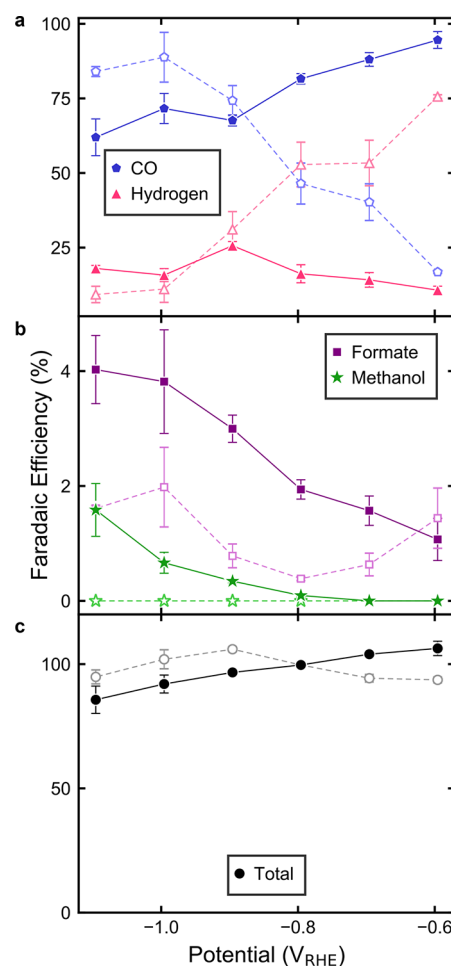 a
100
75
50
25
CO
Hydrogen
b
4
2
0
Formate
Methanol
Faradaic Efficiency (%)
c
100
50
0
Total
−1.0
−0.8
−0.6
Potential (V_RHE)